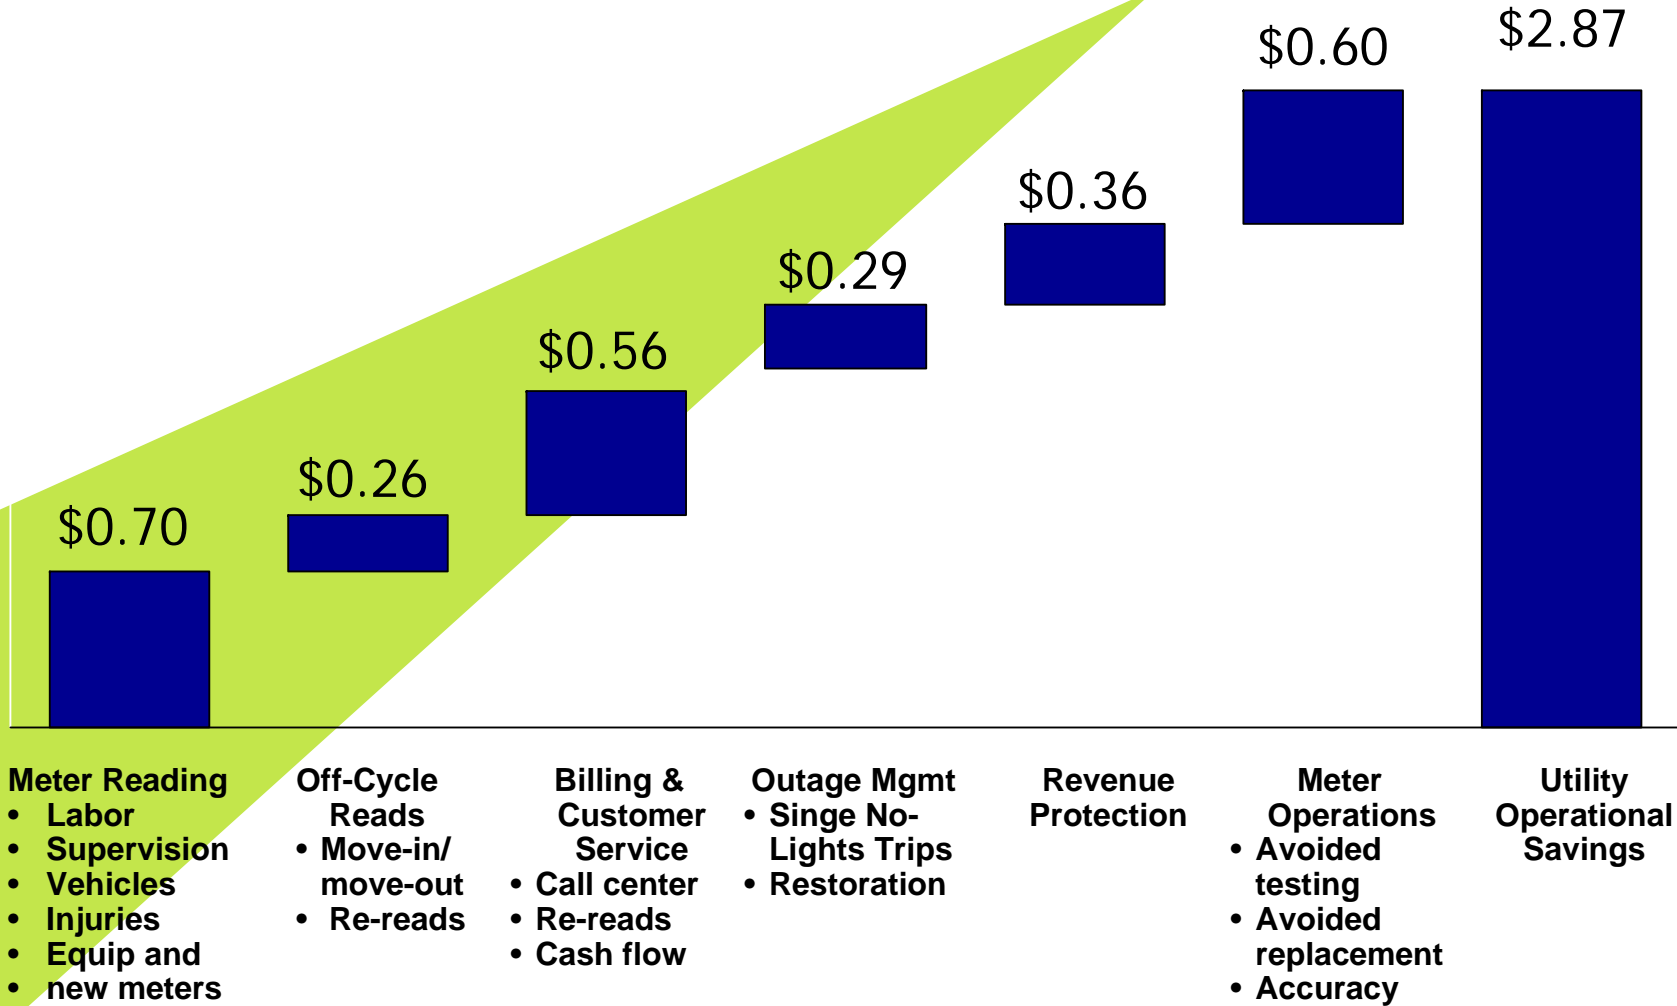 $2.87
$0.60
$0.36
$0.29
$0.56
$0.26
$0.70
Meter Reading
• Labor
• Supervision
• Vehicles
• Injuries
• Equip and
• new meters
Off-Cycle
Reads
• Move-in/
move-out
• Re-reads
Billing &
Customer
Service
• Call center
• Re-reads
• Cash flow
Outage Mgmt
• Singe No-
Lights Trips
• Restoration
Revenue
Protection
Meter
Operations
• Avoided
testing
• Avoided
replacement
• Accuracy
Utility
Operational
Savings